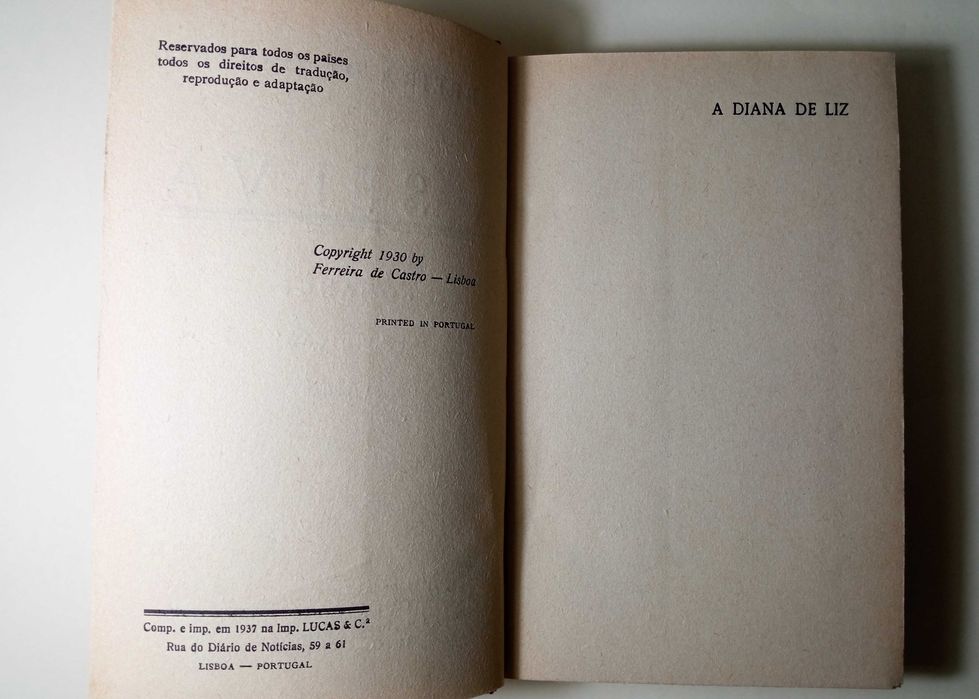 Reservados para todos os países
todos os direitos de tradução,
reprodução e adaptação
Copyright 1930 by
Ferreira de Castro — Lisboa
PRINTED IN PORTUGAL
Comp. e imp. em 1937 na Imp. LUCAS & C.ª
Rua do Diário de Notícias, 59 a 61
LISBOA — PORTUGAL
A DIANA DE LIZ